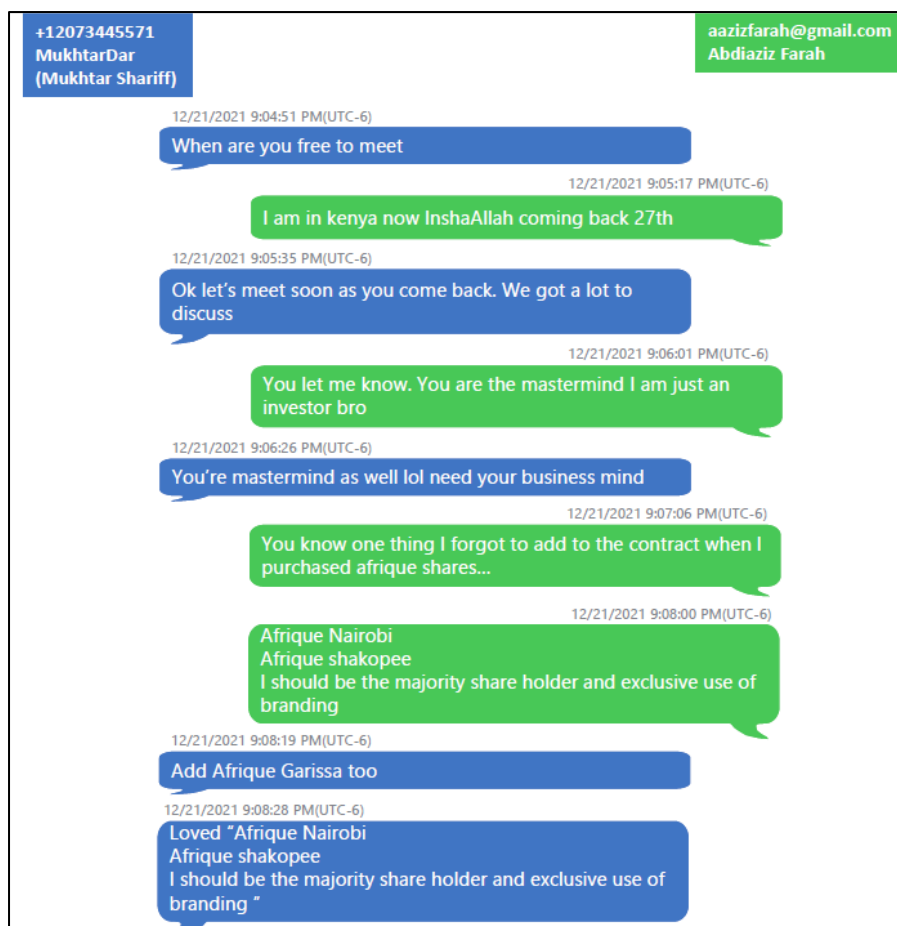 +12073445571
MukhtarDar
(Mukhtar Shariff)
aazizfarah@gmail.com
Abdiaziz Farah
12/21/2021 9:04:51 PM(UTC-6)
When are you free to meet
12/21/2021 9:05:17 PM(UTC-6)
I am in kenya now InshaAllah coming back 27th
12/21/2021 9:05:35 PM(UTC-6)
Ok let's meet soon as you come back. We got a lot to
discuss
12/21/2021 9:06:01 PM(UTC-6)
You let me know. You are the mastermind I am just an
investor bro
12/21/2021 9:06:26 PM(UTC-6)
You're mastermind as well lol need your business mind
12/21/2021 9:07:06 PM(UTC-6)
You know one thing I forgot to add to the contract when I
purchased afrique shares...
12/21/2021 9:08:00 PM(UTC-6)
Afrique Nairobi
Afrique shakopee
I should be the majority share holder and exclusive use of
branding
12/21/2021 9:08:19 PM(UTC-6)
Add Afrique Garissa too
12/21/2021 9:08:28 PM(UTC-6)
Loved “Afrique Nairobi
Afrique shakopee
I should be the majority share holder and exclusive use of
branding ”